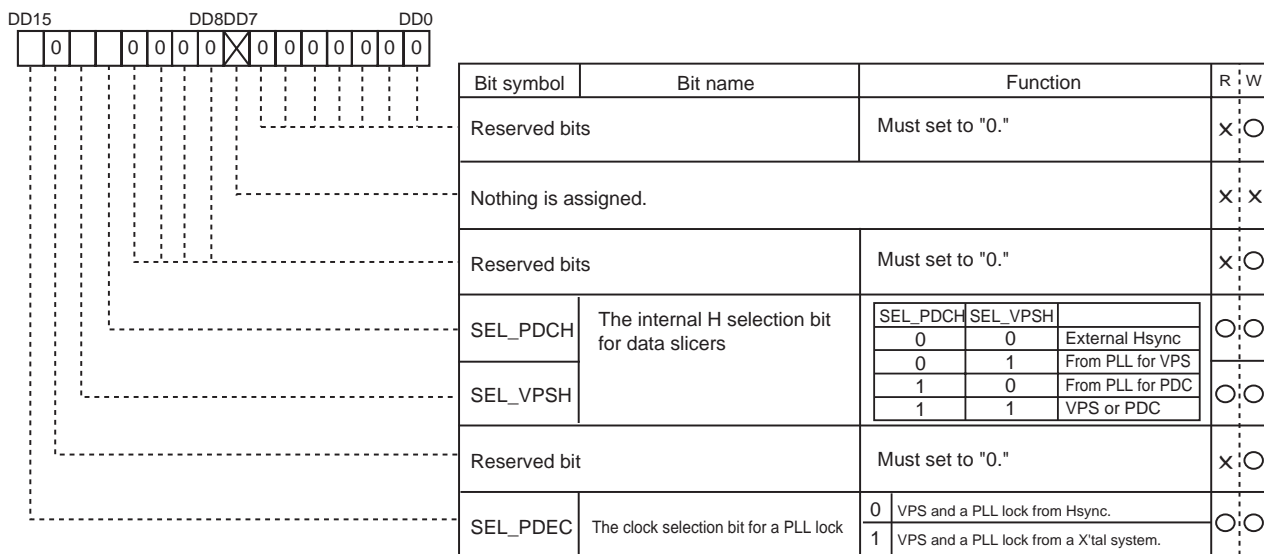 DD15 DD8DD7 DD0
0 0 0 0 0 0 0 0 0 0 0 0
Bit symbol Bit name Function R W
Reserved bits Must set to "0." X O
Nothing is assigned. X X
Reserved bits Must set to "0." X O
SEL_PDCH The internal H selection bit
for data slicers
SEL_PDCH SEL_VPSH
0 0 External Hsync
0 1 From PLL for VPS
1 0 From PLL for PDC
1 1 VPS or PDC
O O
SEL_VPSH O O
Reserved bit Must set to "0." X O
SEL_PDEC The clock selection bit for a PLL lock
0 VPS and a PLL lock from Hsync.
1 VPS and a PLL lock from a X'tal system.
O O